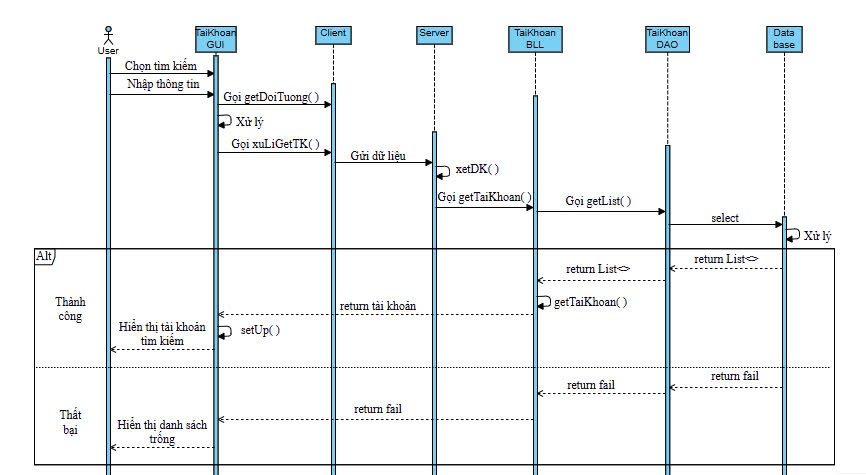 User
TaiKhoan
GUI
Client
Server
TaiKhoan
BLL
TaiKhoan
DAO
Data
base
Chọn tìm kiếm
Nhập thông tin
Gọi getDoiTuong( )
Xử lý
Gọi xuLiGetTK( )
Gửi dữ liệu
xetDK( )
Gọi getTaiKhoan( )
Gọi getList( )
select
Xử lý
Alt
return List<>
return List<>
Thành
công
getTaiKhoan( )
return tài khoản
Hiển thị tài khoản
tìm kiếm
setUp( )
return fail
return fail
return fail
Thất
bại
Hiển thị danh sách
trống